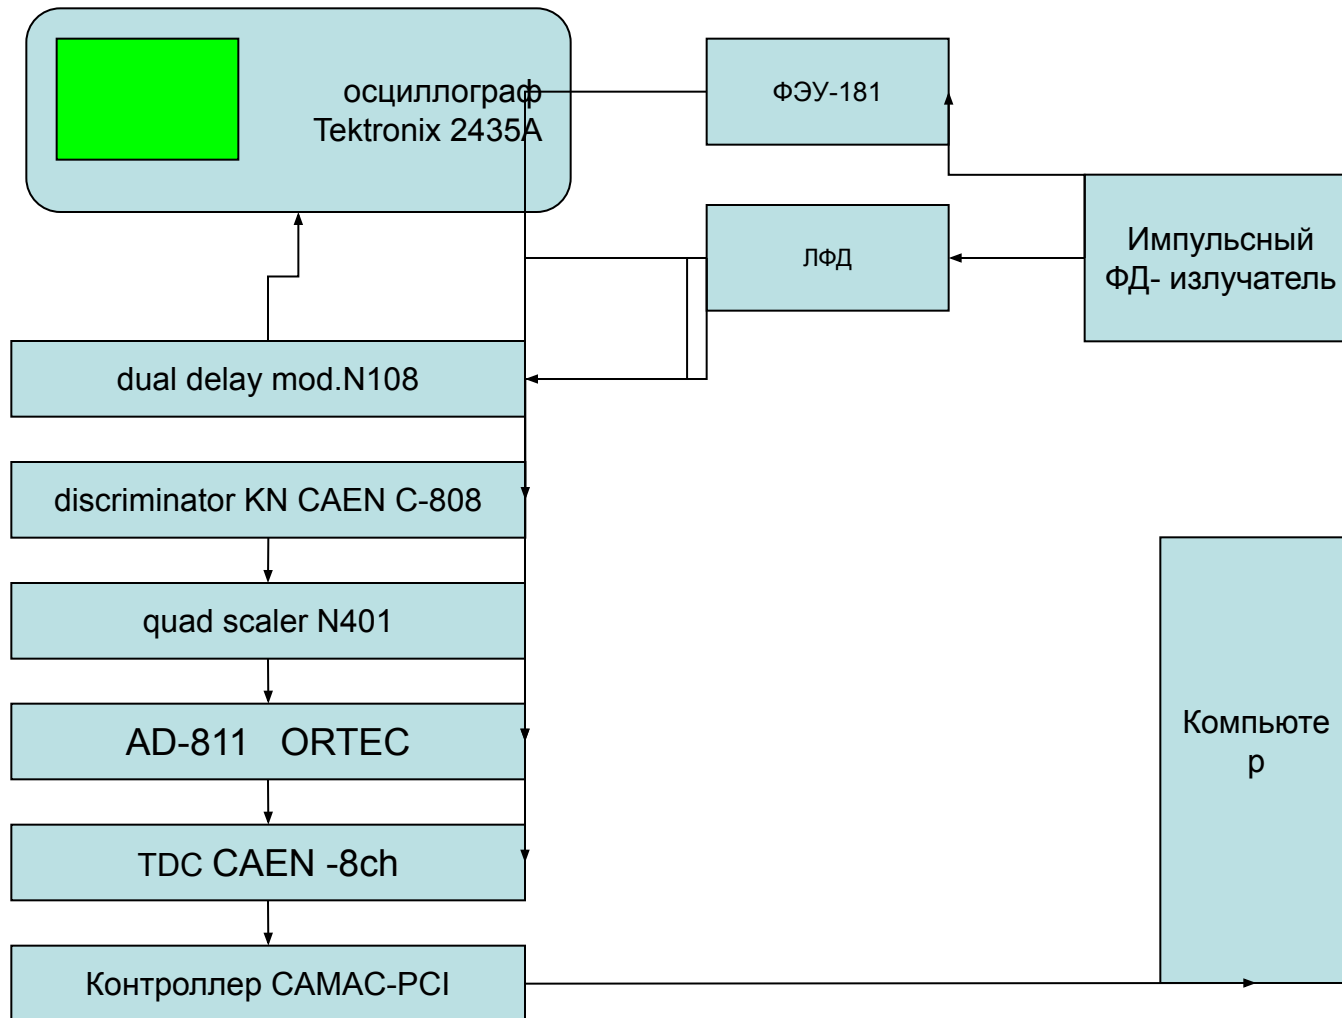 осциллограф
Tektronix 2435A
ФЭУ-181
ЛФД
Импульсный
ФД- излучатель
dual delay mod.N108
discriminator KN CAEN C-808
quad scaler N401
AD-811 ORTEC
TDC CAEN -8ch
Контроллер CAMAC-PCI
Компьюте
р